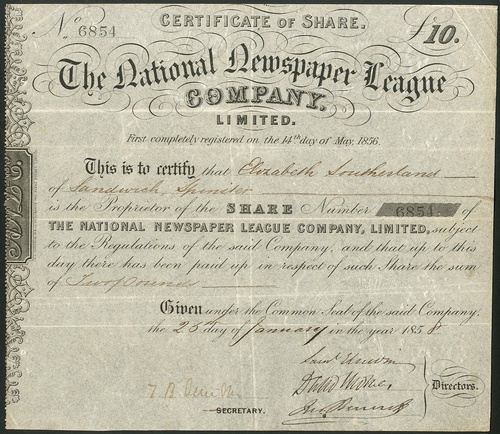 CERTIFICATE OF SHARE.
No. 6854
£10.
The National Newspaper League
COMPANY,
LIMITED.
First completely registered on the 14th. day of May, 1856.
This is to certify that Elizabeth Southerland
of Sandwich Spinster
is the Proprietor of the SHARE Number 6854 of
THE NATIONAL NEWSPAPER LEAGUE COMPANY, LIMITED, subject
to the Regulations of the said Company, and that up to this
day there has been paid up in respect of such Share the sum
of Two pounds
Given under the Common Seal of the said Company,
the 25th day of January in the year 1858
Directors.
SECRETARY.